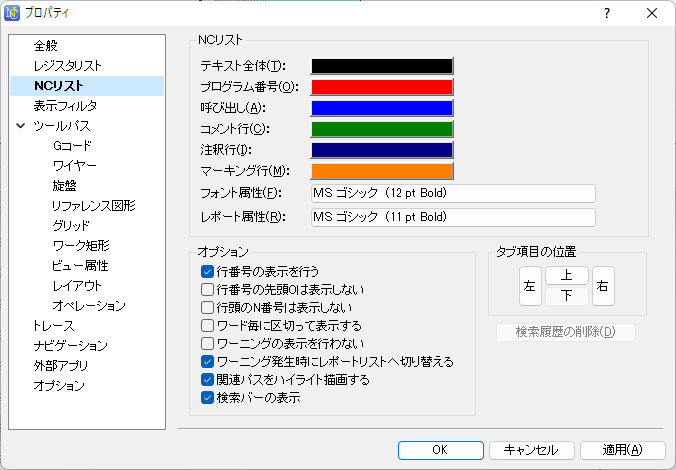 プロパティ
全般
レジスタリスト
NCリスト
表示フィルタ
ツールパス
Gコード
ワイヤー
旋盤
リファレンス図形
グリッド
ワーク矩形
ビュー属性
レイアウト
オペレーション
トレース
ナビゲーション
外部アプリ
オプション
NCリスト
テキスト全体(T):
プログラム番号(O):
呼び出し(A):
コメント行(C):
注釈行(I):
マーキング行(M):
フォント属性(F): MS ゴシック (12 pt Bold)
レポート属性(R): MS ゴシック (11 pt Bold)
オプション
行番号の表示を行う
行番号の先頭0は表示しない
行頭のN番号は表示しない
ワード毎に区切って表示する
ワーニングの表示を行わない
ワーニング発生時にレポートリストへ切り替える
関連パスをハイライト描画する
検索バーの表示
タブ項目の位置
上
左 右
下
検索履歴の削除(D)
OK キャンセル 適用(A)